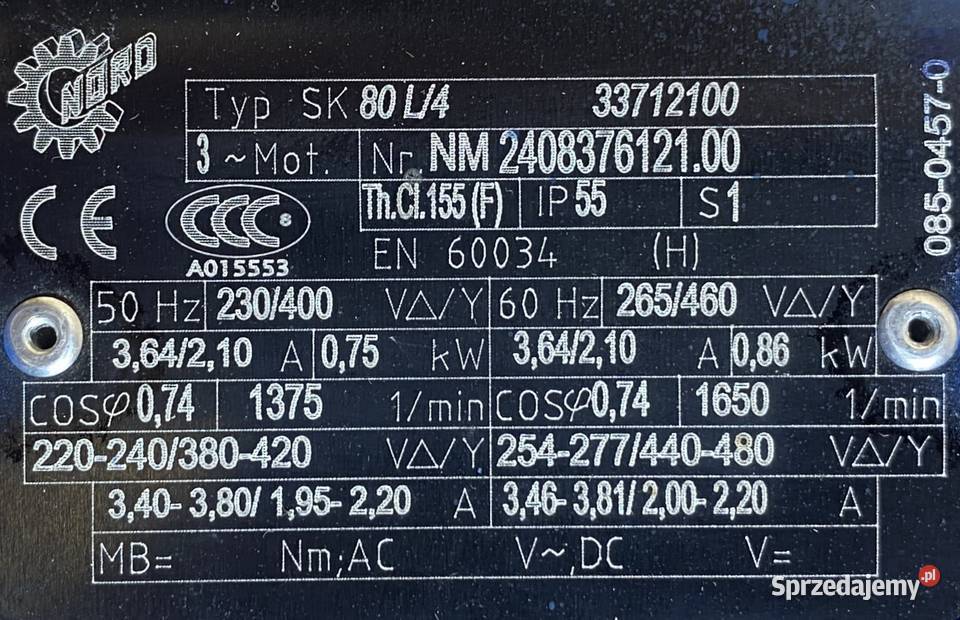 NORD
Typ SK 80 L/4 33712100
3 ~ Mot. Nr. NM 2408376121.00
Th.Cl. 155 (F) IP 55 S 1
CE CCC S
A015553
EN 60034 (H)
085-0457-0
50 Hz 230/400 V△/Y 60 Hz 265/460 V△/Y
3,64/2,10 A 0,75 kW 3,64/2,10 A 0,86 kW
cosφ 0,74 1375 1/min cosφ 0,74 1650 1/min
220-240/380-420 V△/Y 254-277/440-480 V△/Y
3,40- 3,80/ 1,95- 2,20 A 3,46- 3,81/ 2,00- 2,20 A
MB= Nm;AC V~,DC V=
Sprzedajemy.pl